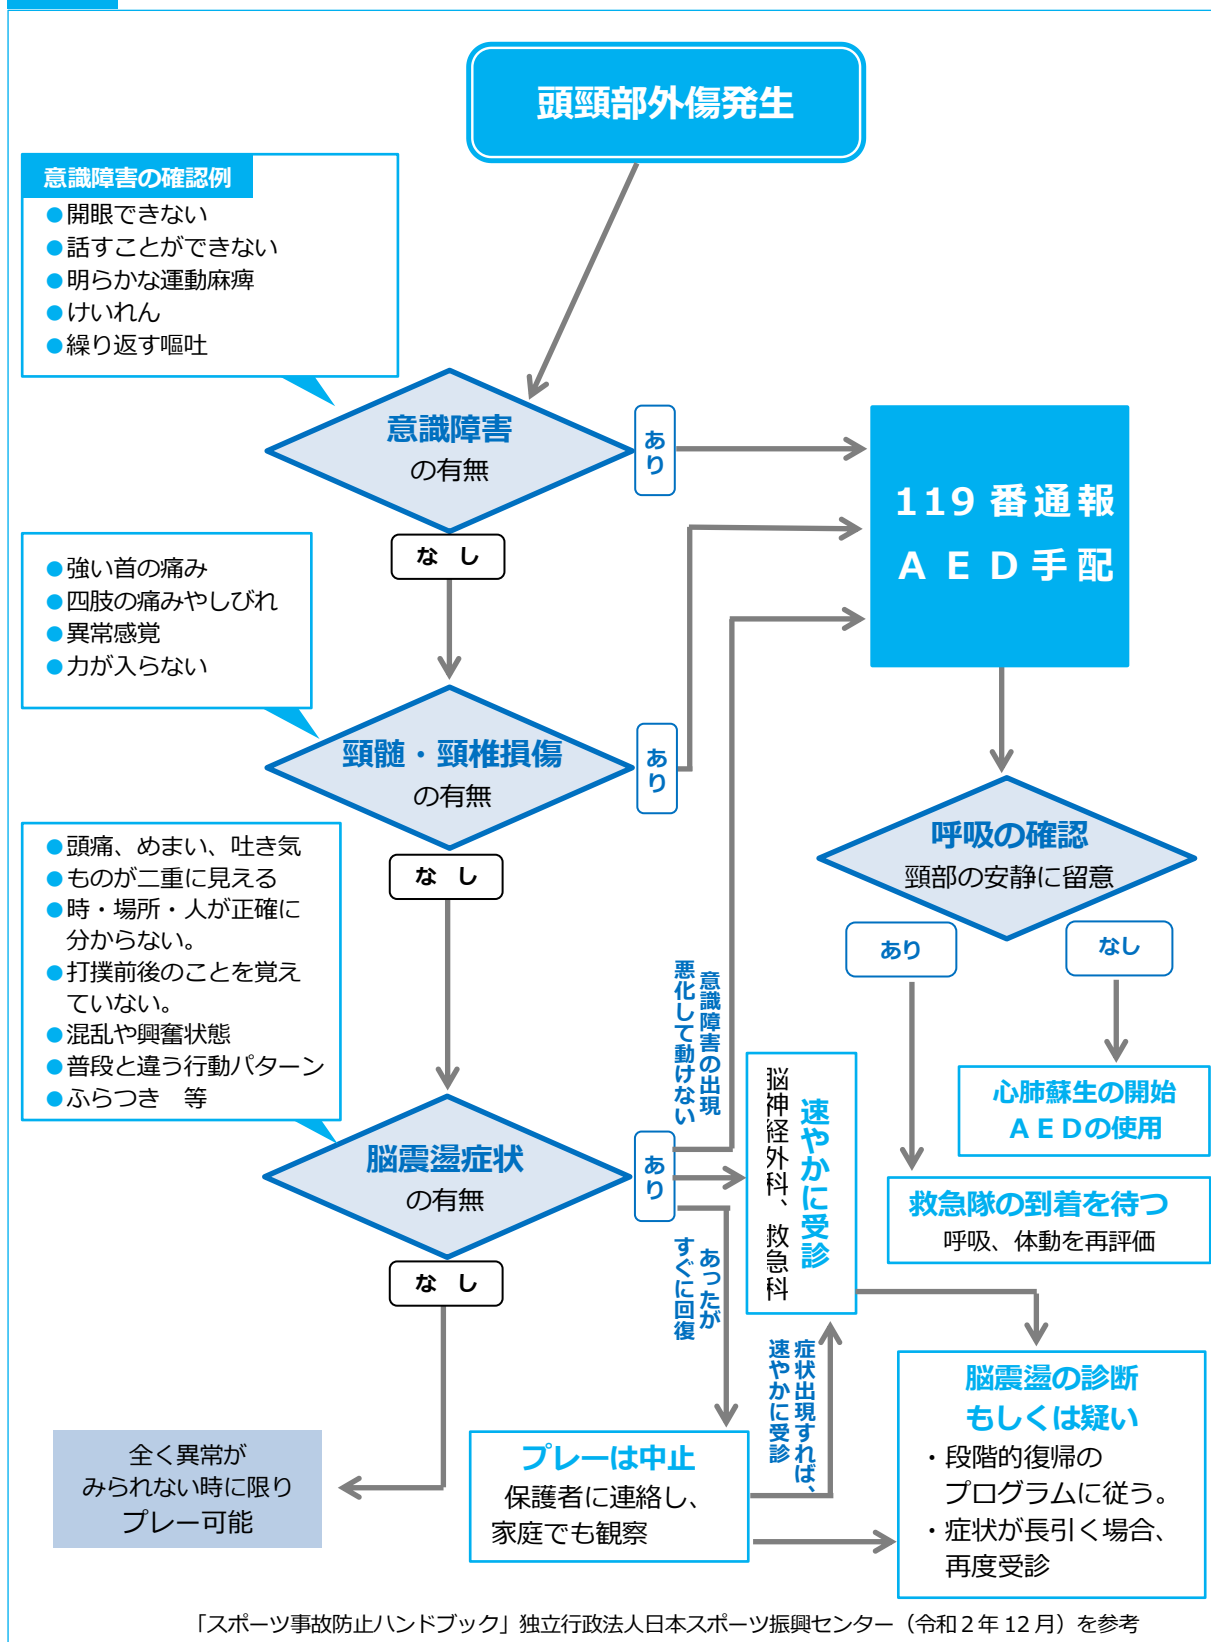 頭頸部外傷発生
意識障害の確認例
●開眼できない
●話すことができない
●明らかな運動麻痺
●けいれん
●繰り返す嘔吐
意識障害
の有無
あり
119番通報
ＡＥＤ手配
なし
●強い首の痛み
●四肢の痛みやしびれ
●異常感覚
●力が入らない
頸髄・頸椎損傷
の有無
あり
なし
呼吸の確認
頸部の安静に留意
あり
なし
心肺蘇生の開始
ＡＥＤの使用
救急隊の到着を待つ
呼吸、体動を再評価
●頭痛、めまい、吐き気
●ものが二重に見える
●時・場所・人が正確に
分からない。
●打撲前後のことを覚え
ていない。
●混乱や興奮状態
●普段と違う行動パターン
●ふらつき　等
脳震盪症状
の有無
あり
意識障害の出現
悪化して動けない
速やかに受診
脳神経外科、救急科
あったが
すぐに回復
なし
症状出現すれば、
速やかに受診
全く異常が
みられない時に限り
プレー可能
プレーは中止
保護者に連絡し、
家庭でも観察
脳震盪の診断
もしくは疑い
・段階的復帰の
プログラムに従う。
・症状が長引く場合、
再度受診
「スポーツ事故防止ハンドブック」独立行政法人日本スポーツ振興センター（令和２年12月）を参考